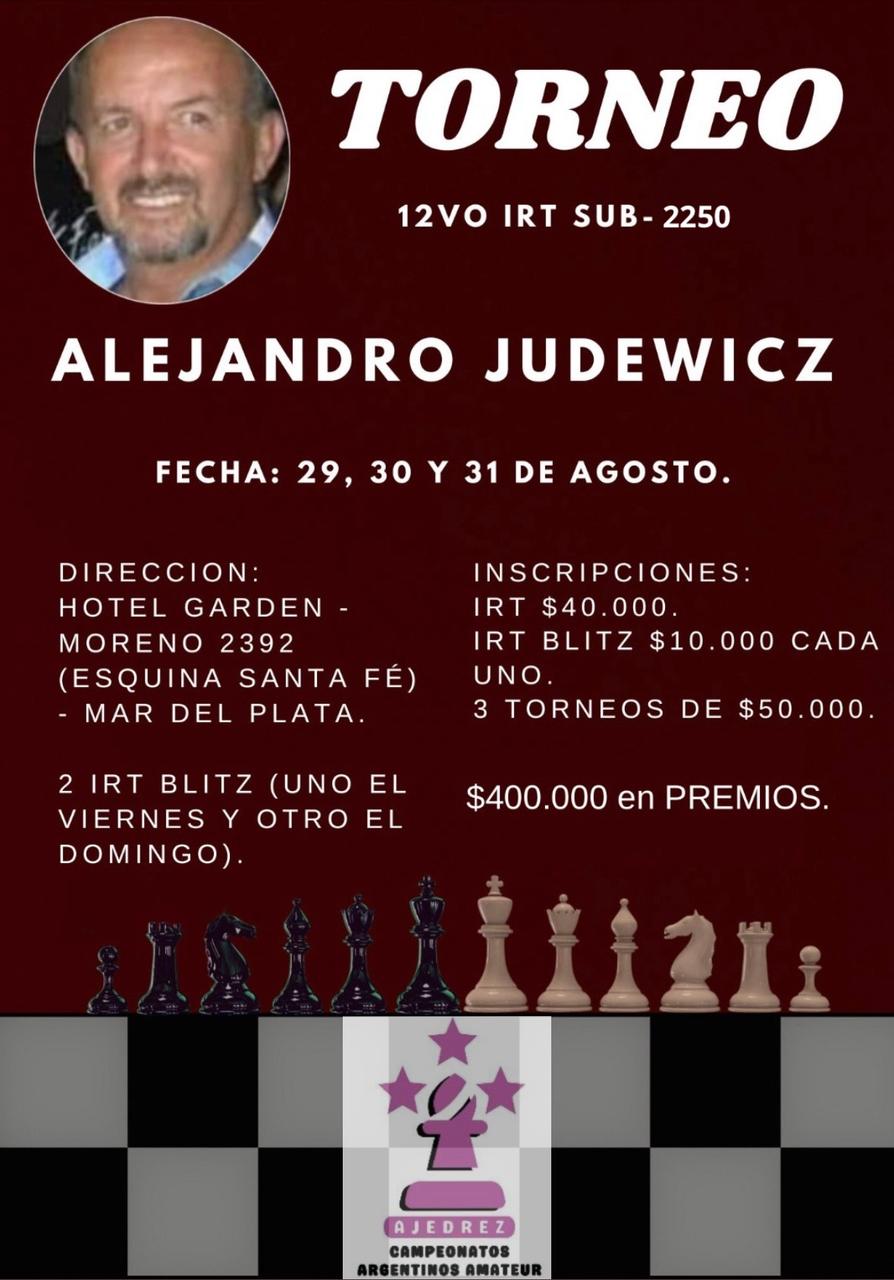 TORNEO
12VO IRT SUB- 2250
ALEJANDRO JUDEWICZ
FECHA: 29, 30 Y 31 DE AGOSTO.
DIRECCION:
HOTEL GARDEN -
MORENO 2392
(ESQUINA SANTA FÉ)
- MAR DEL PLATA.
2 IRT BLITZ (UNO EL
VIERNES Y OTRO EL
DOMINGO).
INSCRIPCIONES:
IRT $40.000.
IRT BLITZ $10.000 CADA
UNO.
3 TORNEOS DE $50.000.
$400.000 en PREMIOS.
AJEDREZ
CAMPEONATOS
ARGENTINOS AMATEUR